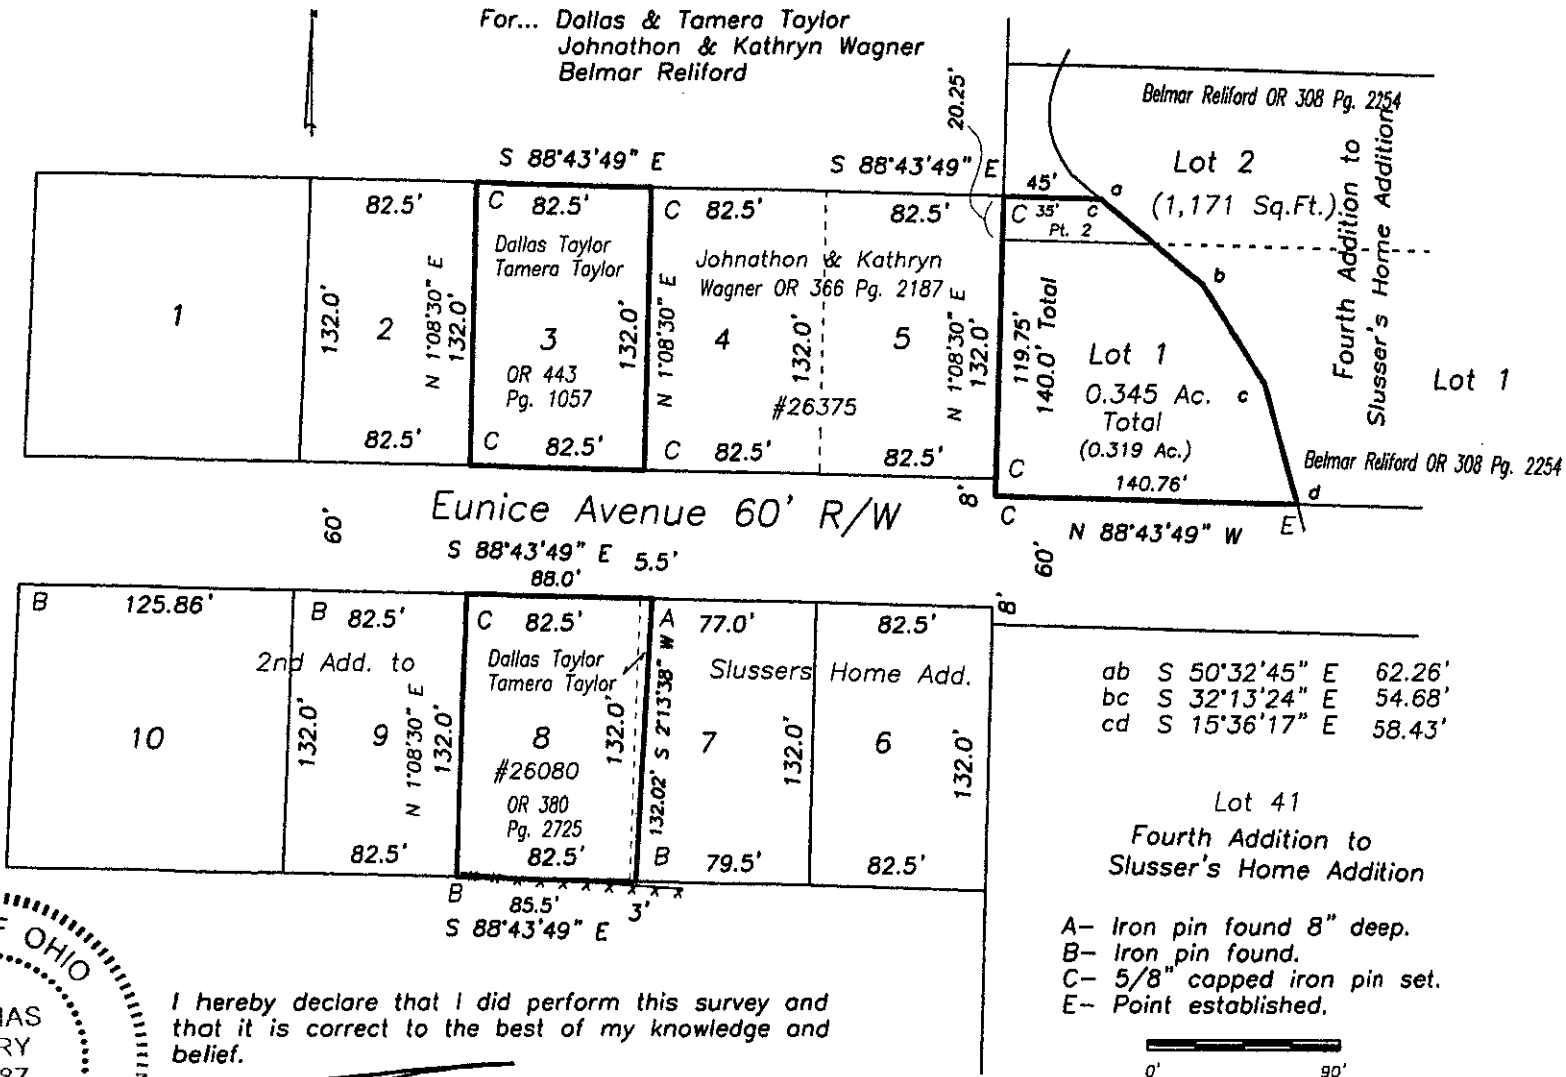 For... Dallas & Tamera Taylor
Johnathon & Kathryn Wagner
Belmar Reliford
20.25'
Belmar Reliford OR 308 Pg. 2254
Fourth Addition to
Slusser's Home Addition
S 88°43'49" E
S 88°43'49" E
45'
a
Lot 2
(1,171 Sq.Ft.)
82.5'
C 82.5'
C 82.5'
82.5'
C 35' c
Pt. 2
Dallas Taylor
Tamera Taylor
Johnathon & Kathryn
Wagner OR 366 Pg. 2187
b
1
132.0'
2
N 1°08'30" E
132.0'
3
132.0'
N 1°08'30" E
4
132.0'
5
N 1°08'30" E
132.0'
119.75'
140.0' Total
Lot 1
0.345 Ac.
Total
(0.319 Ac.)
c
Lot 1
OR 443
Pg. 1057
#26375
82.5'
C 82.5'
C 82.5'
82.5'
C
140.76'
Belmar Reliford OR 308 Pg. 2254
d
8'
C
E
N 88°43'49" W
Eunice Avenue 60' R/W
60'
60'
S 88°43'49" E 5.5'
88.0'
8'
B 125.86'
B 82.5'
C 82.5'
A 77.0'
82.5'
2nd Add. to
Dallas Taylor
Tamera Taylor
Slussers Home Add.
10
132.0'
9
N 1°08'30" E
132.0'
8
132.0'
132.02' S 2°13'38" W
7
132.0'
6
132.0'
#26080
OR 380
Pg. 2725
82.5'
82.5'
B 79.5'
82.5'
B
85.5' 3'
S 88°43'49" E
ab S 50°32'45" E 62.26'
bc S 32°13'24" E 54.68'
cd S 15°36'17" E 58.43'
Lot 41
Fourth Addition to
Slusser's Home Addition
A- Iron pin found 8" deep.
B- Iron pin found.
C- 5/8" capped iron pin set.
E- Point established.
0' 90'
I hereby declare that I did perform this survey and
that it is correct to the best of my knowledge and
belief.
OHIO